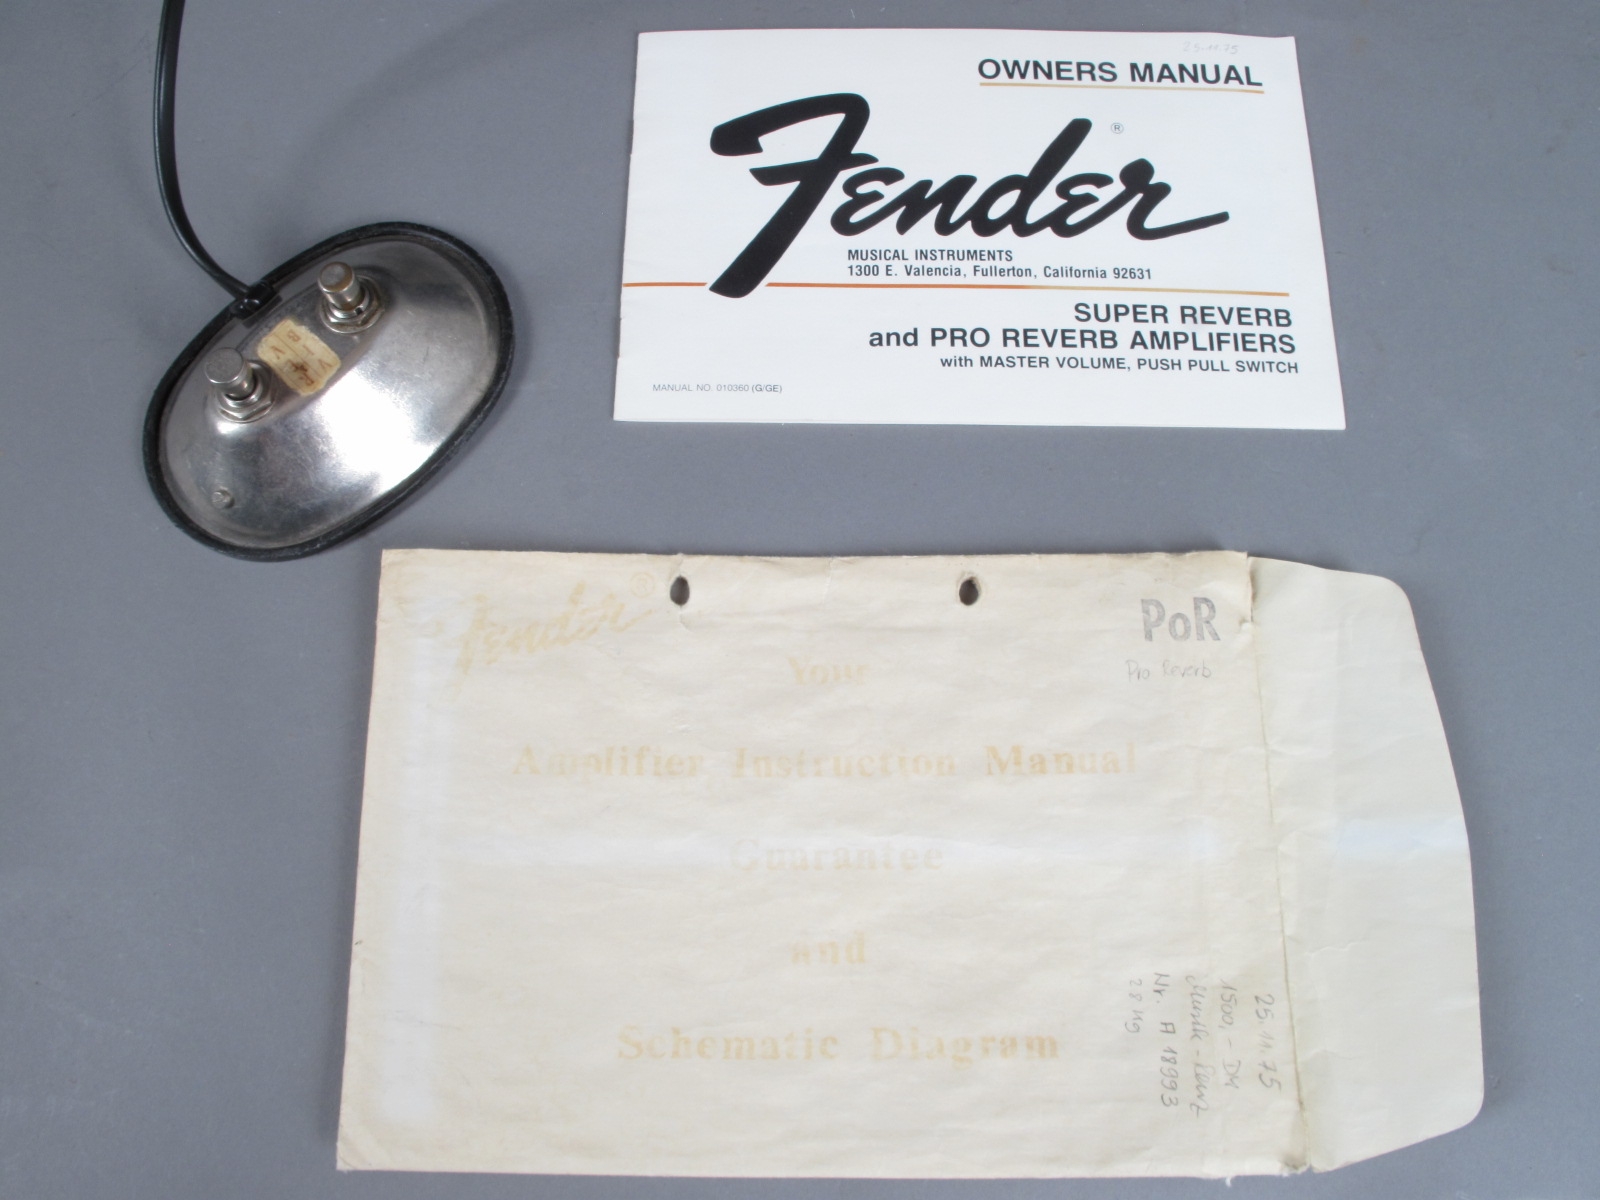 25.11.75
OWNERS MANUAL
Fender®
MUSICAL INSTRUMENTS
1300 E. Valencia, Fullerton, California 92631
SUPER REVERB
and PRO REVERB AMPLIFIERS
with MASTER VOLUME, PUSH PULL SWITCH
MANUAL NO. 010360 (G/GE)
Fender®
PoR
Pro Reverb
Your
Amplifier Instruction Manual
Guarantee
and
Schematic Diagram
25.11.75
1500,- DM
Nr. A 18993
28 Kg